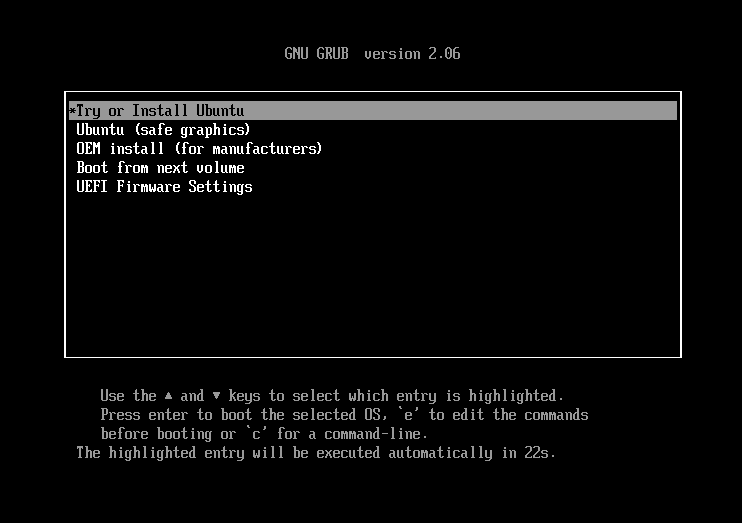 GNU GRUB  version 2.06
*Try or Install Ubuntu
Ubuntu (safe graphics)
OEM install (for manufacturers)
Boot from next volume
UEFI Firmware Settings
Use the ▲ and ▼ keys to select which entry is highlighted.
Press enter to boot the selected OS, `e' to edit the commands
before booting or `c' for a command-line.
The highlighted entry will be executed automatically in 22s.